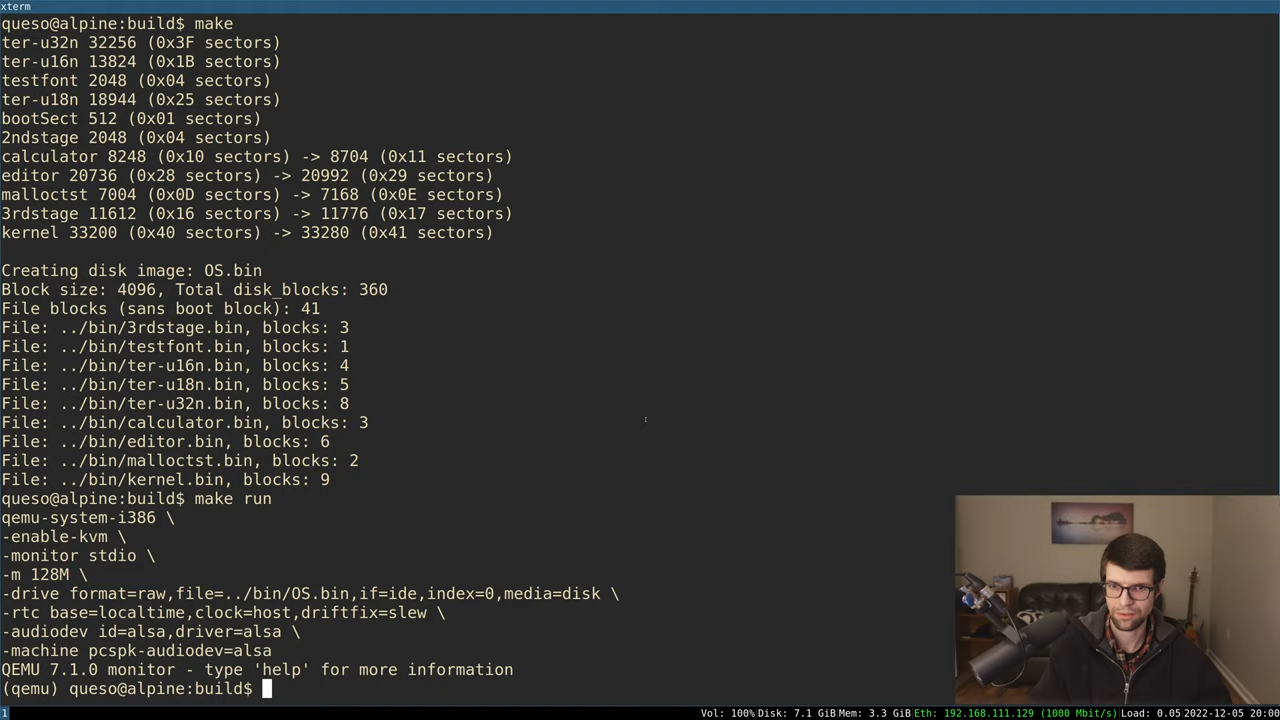 xterm
queso@alpine:build$ make
ter-u32n 32256 (0x3F sectors)
ter-u16n 13824 (0x1B sectors)
testfont 2048 (0x04 sectors)
ter-u18n 18944 (0x25 sectors)
bootSect 512 (0x01 sectors)
2ndstage 2048 (0x04 sectors)
calculator 8248 (0x10 sectors) -> 8704 (0x11 sectors)
editor 20736 (0x28 sectors) -> 20992 (0x29 sectors)
malloctst 7004 (0x0D sectors) -> 7168 (0x0E sectors)
3rdstage 11612 (0x16 sectors) -> 11776 (0x17 sectors)
kernel 33200 (0x40 sectors) -> 33280 (0x41 sectors)
Creating disk image: OS.bin
Block size: 4096, Total disk_blocks: 360
File blocks (sans boot block): 41
File: ../bin/3rdstage.bin, blocks: 3
File: ../bin/testfont.bin, blocks: 1
File: ../bin/ter-u16n.bin, blocks: 4
File: ../bin/ter-u18n.bin, blocks: 5
File: ../bin/ter-u32n.bin, blocks: 8
File: ../bin/calculator.bin, blocks: 3
File: ../bin/editor.bin, blocks: 6
File: ../bin/malloctst.bin, blocks: 2
File: ../bin/kernel.bin, blocks: 9
queso@alpine:build$ make run
qemu-system-i386 \
-enable-kvm \
-monitor stdio \
-m 128M \
-drive format=raw,file=../bin/OS.bin,if=ide,index=0,media=disk \
-rtc base=localtime,clock=host,driftfix=slew \
-audiodev id=alsa,driver=alsa \
-machine pcspk-audiodev=alsa
QEMU 7.1.0 monitor - type 'help' for more information
(qemu) queso@alpine:build$
1 Vol: 100% Disk: 7.1 GiB Mem: 3.3 GiB Eth: 192.168.111.129 (1000 Mbit/s) Load: 0.05 2022-12-05 20:00